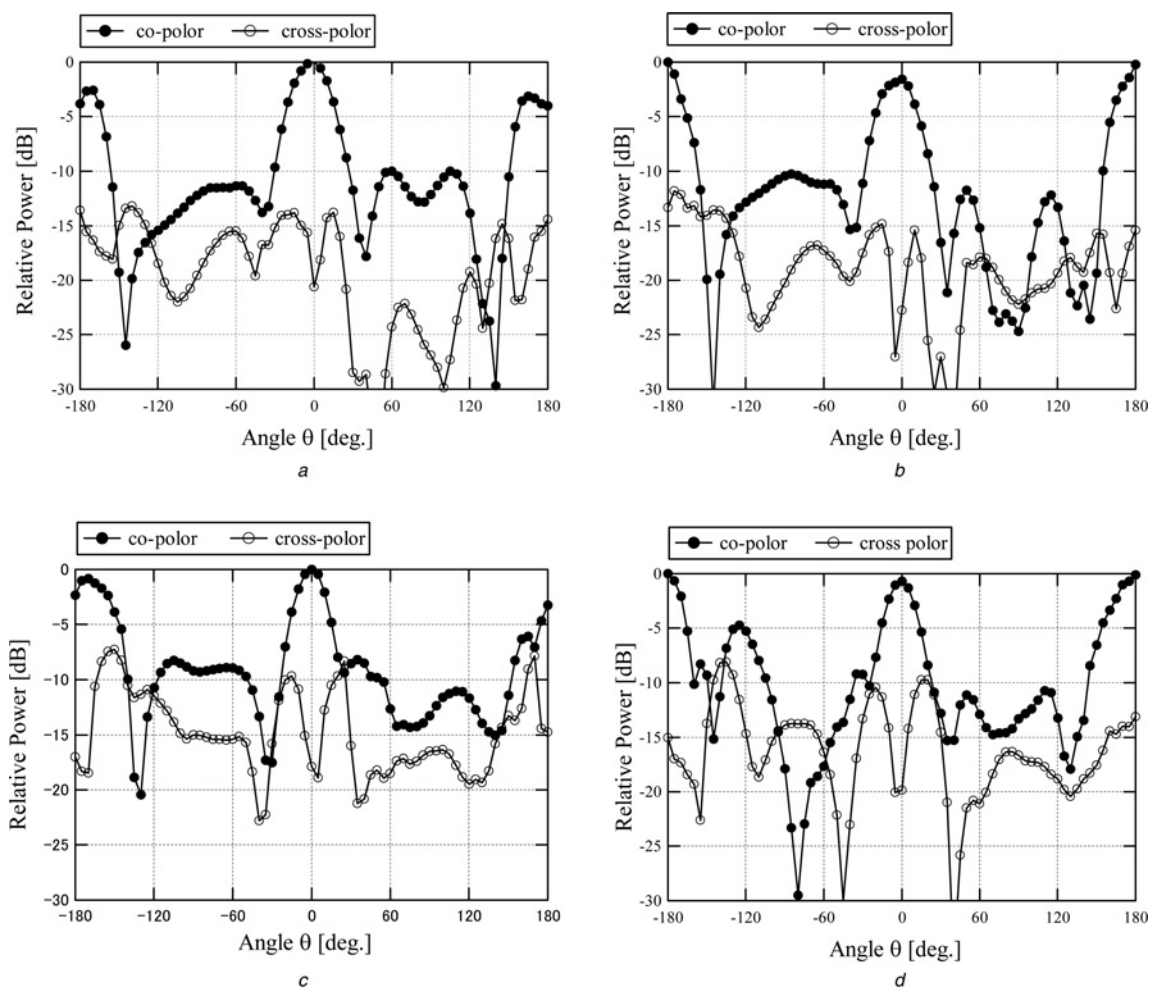 co-polor cross-polor
0
-5
-10
-15
-20
-25
-30
Relative Power [dB]
-180 -120 -60 0 60 120 180
Angle θ [deg.]
a
co-polor cross-polor
0
-5
-10
-15
-20
-25
-30
Relative Power [dB]
-180 -120 -60 0 60 120 180
Angle θ [deg.]
b
co-polor cross-polor
0
−5
−10
−15
−20
−25
−30
Relative Power [dB]
−180 −120 −60 0 60 120 180
Angle θ [deg.]
c
co-polor cross polor
0
-5
-10
-15
-20
-25
-30
Relative Power [dB]
-180 -120 -60 0 60 120 180
Angle θ [deg.]
d